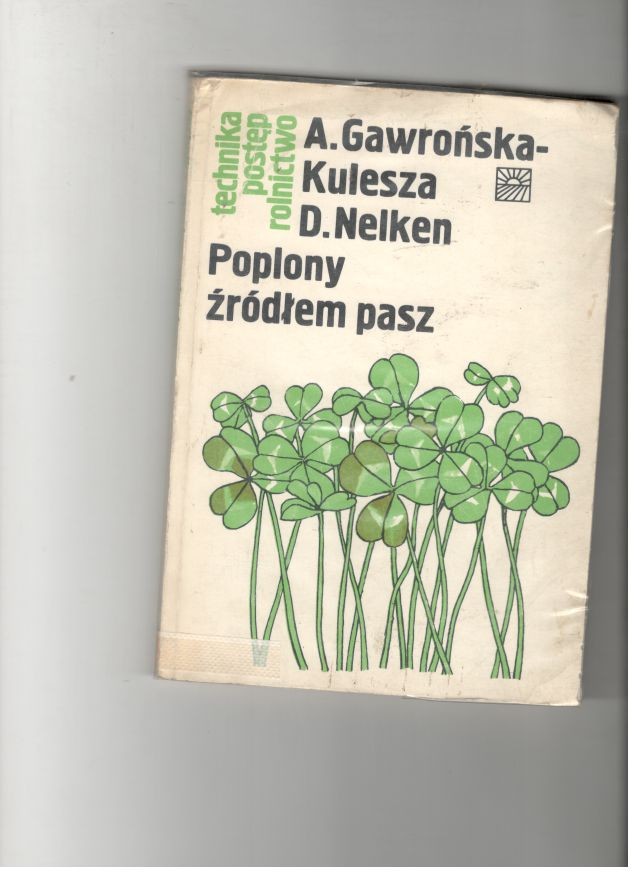 technika
postęp
rolnictwo
A.Gawrońska-
Kulesza
D.Nelken
Poplony
źródłem pasz